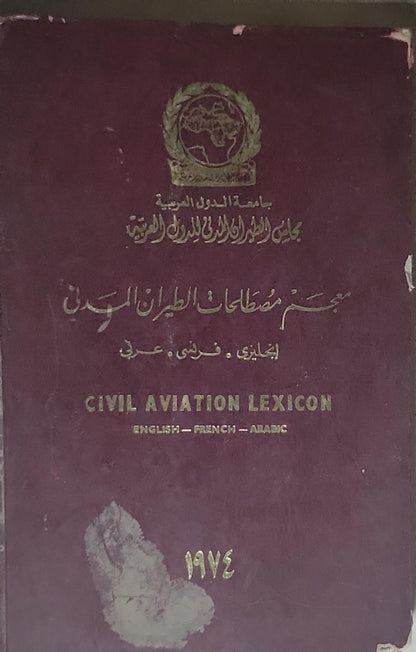 جامعة الدول العربية
مجلس الطيران المدني للدول العربية
معجم مصطلحات الطيران المدني
إنجليزي . فرنسي . عربي
CIVIL AVIATION LEXICON
ENGLISH — FRENCH — ARABIC
١٩٧٤